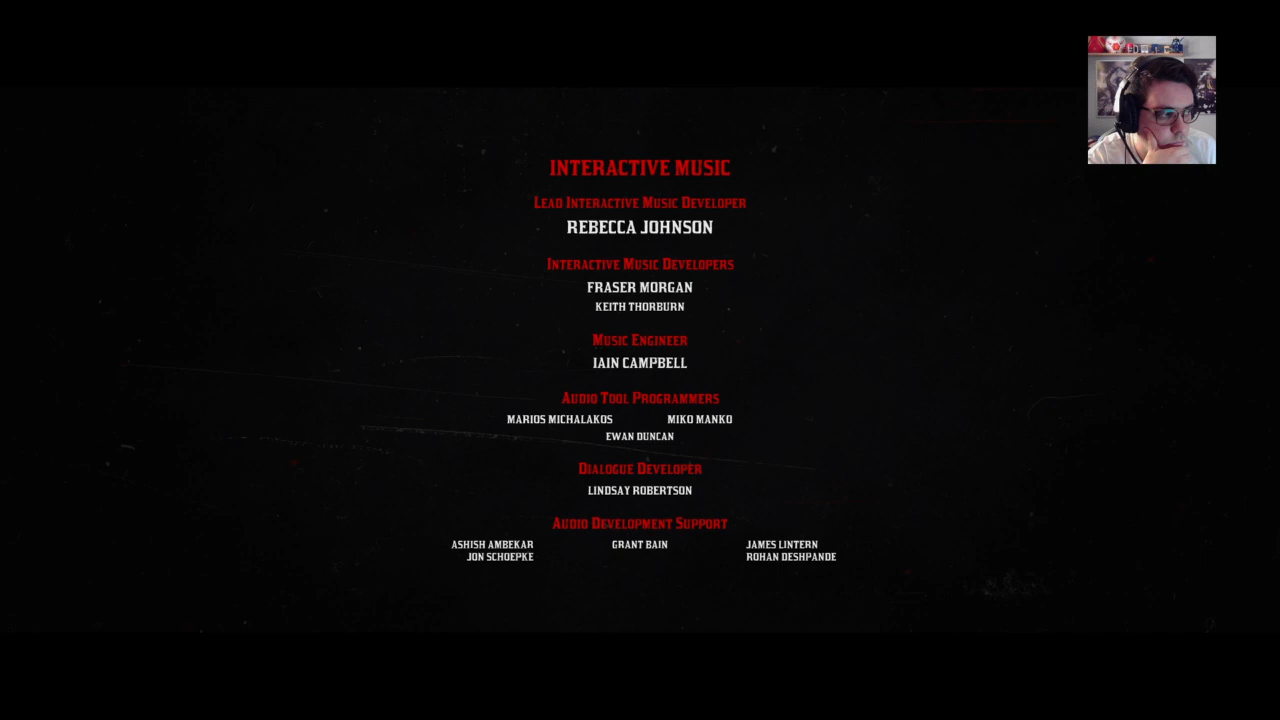 INTERACTIVE MUSIC
LEAD INTERACTIVE MUSIC DEVELOPER
REBECCA JOHNSON
INTERACTIVE MUSIC DEVELOPERS
FRASER MORGAN
KEITH THORBURN
MUSIC ENGINEER
IAIN CAMPBELL
AUDIO TOOL PROGRAMMERS
MARIOS MICHALAKOS MIKO MANKO
EWAN DUNCAN
DIALOGUE DEVELOPER
LINDSAY ROBERTSON
AUDIO DEVELOPMENT SUPPORT
ASHISH AMBEKAR GRANT BAIN JAMES LINTERN
JON SCHOEPKE ROHAN DESHPANDE